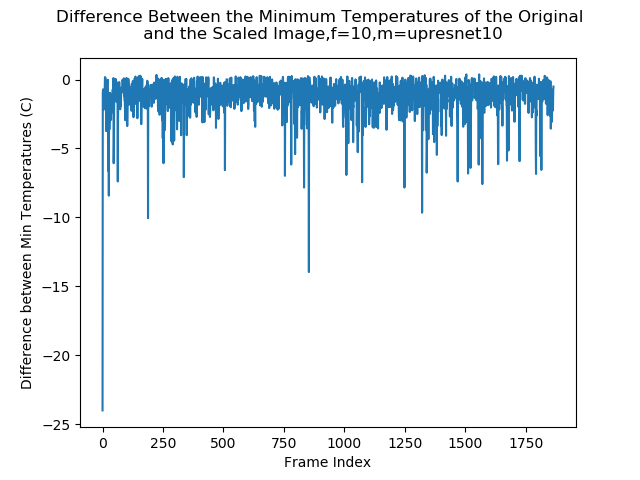 Difference Between the Minimum Temperatures of the Original
and the Scaled Image,f=10,m=upresnet10
0
−5
−10
−15
−20
−25
Difference between Min Temperatures (C)
0 250 500 750 1000 1250 1500 1750
Frame Index